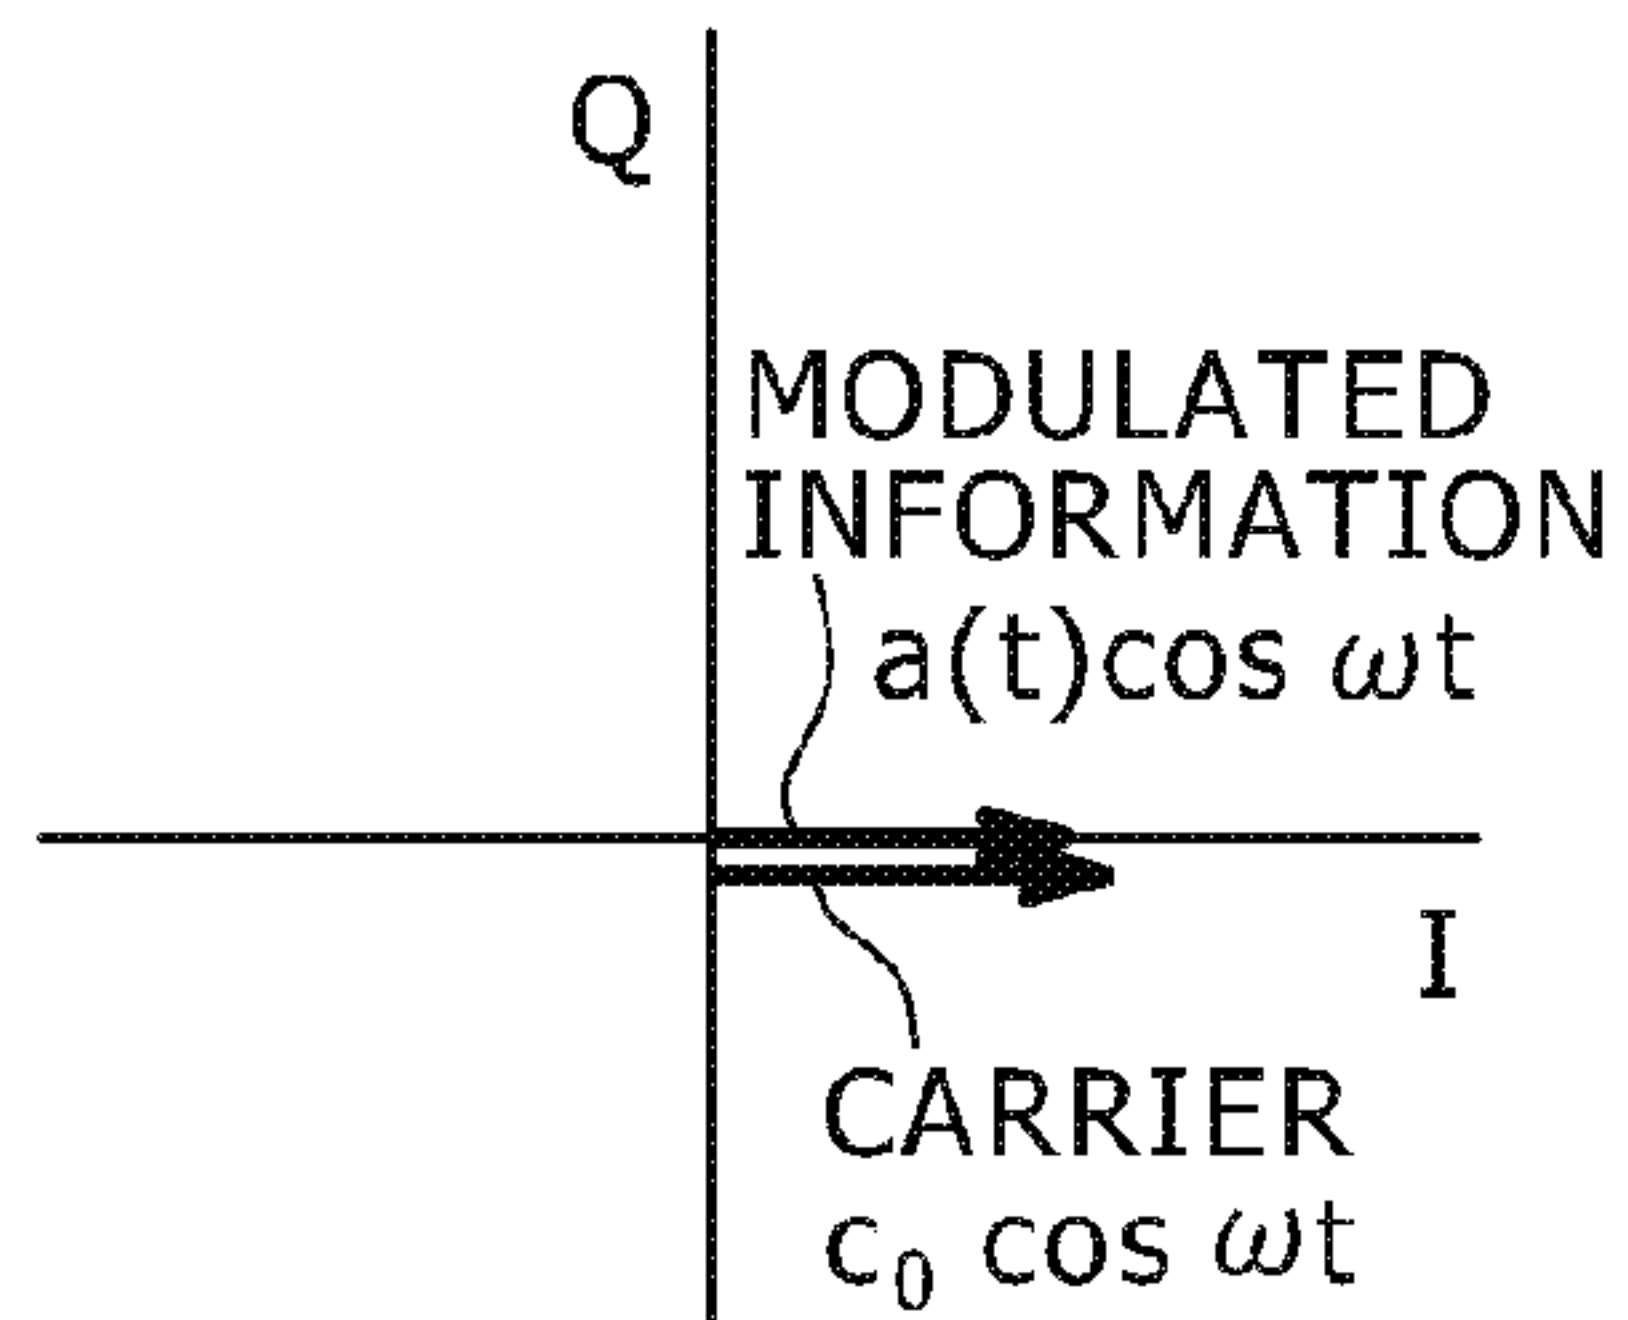 Q
MODULATED
INFORMATION
a(t)cos ωt
I
CARRIER
c₀ cos ωt